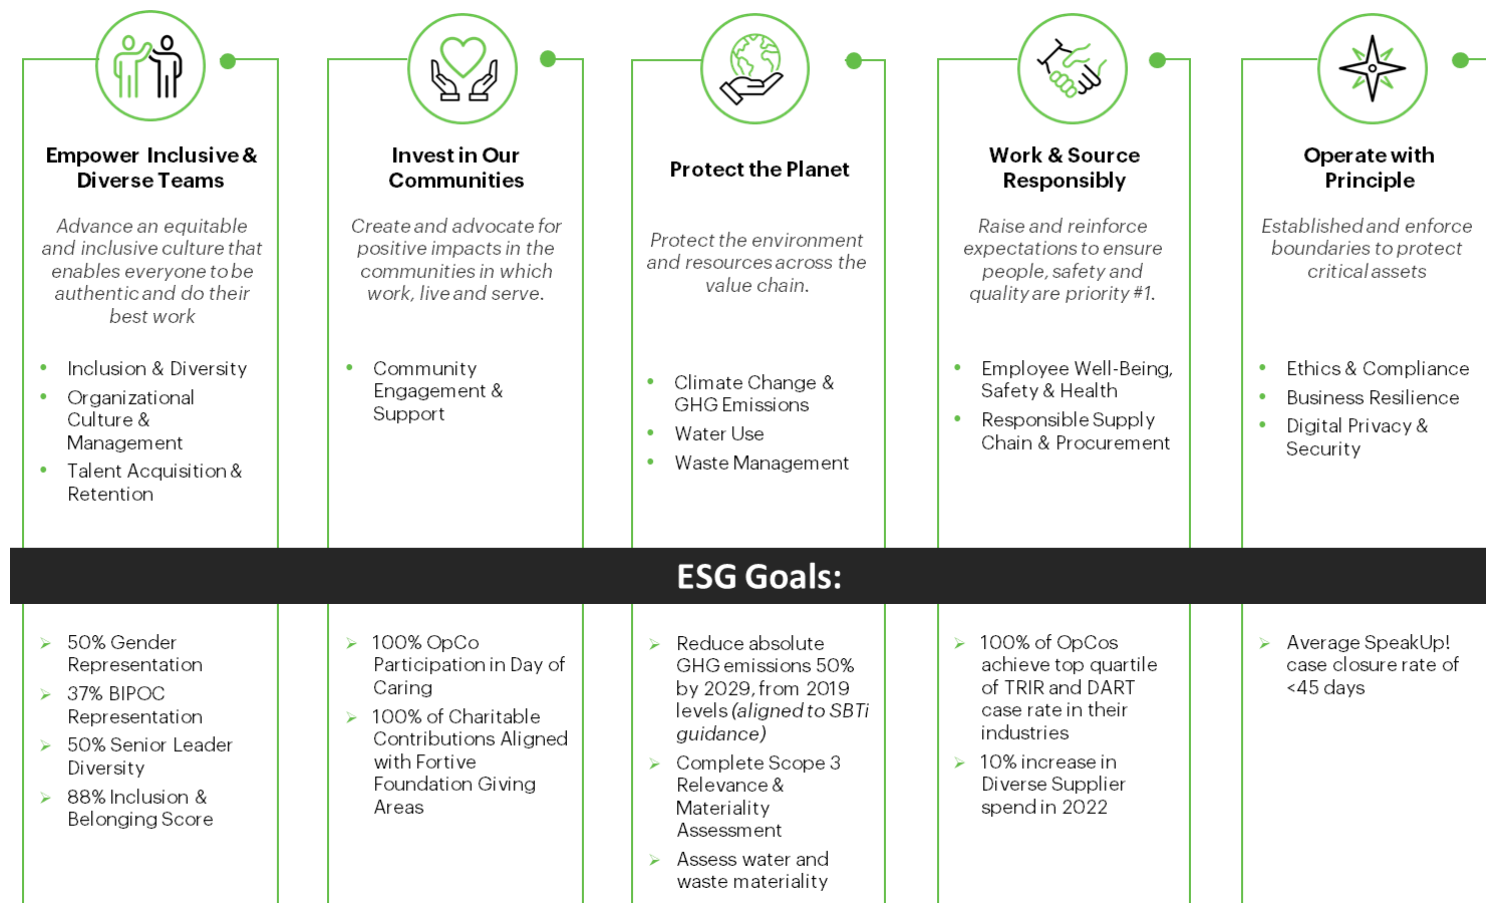 Empower Inclusive &
Diverse Teams
Advance an equitable
and inclusive culture that
enables everyone to be
authentic and do their
best work
• Inclusion & Diversity
• Organizational
Culture &
Management
• Talent Acquisition &
Retention
Invest in Our
Communities
Create and advocate for
positive impacts in the
communities in which
work, live and serve.
• Community
Engagement &
Support
Protect the Planet
Protect the environment
and resources across the
value chain.
• Climate Change &
GHG Emissions
• Water Use
• Waste Management
Work & Source
Responsibly
Raise and reinforce
expectations to ensure
people, safety and
quality are priority #1.
• Employee Well-Being,
Safety & Health
• Responsible Supply
Chain & Procurement
Operate with
Principle
Established and enforce
boundaries to protect
critical assets
• Ethics & Compliance
• Business Resilience
• Digital Privacy &
Security
ESG Goals:
➢ 50% Gender
Representation
➢ 37% BIPOC
Representation
➢ 50% Senior Leader
Diversity
➢ 88% Inclusion &
Belonging Score
➢ 100% OpCo
Participation in Day of
Caring
➢ 100% of Charitable
Contributions Aligned
with Fortive
Foundation Giving
Areas
➢ Reduce absolute
GHG emissions 50%
by 2029, from 2019
levels (aligned to SBTi
guidance)
➢ Complete Scope 3
Relevance &
Materiality
Assessment
➢ Assess water and
waste materiality
➢ 100% of OpCos
achieve top quartile
of TRIR and DART
case rate in their
industries
➢ 10% increase in
Diverse Supplier
spend in 2022
➢ Average SpeakUp!
case closure rate of
<45 days